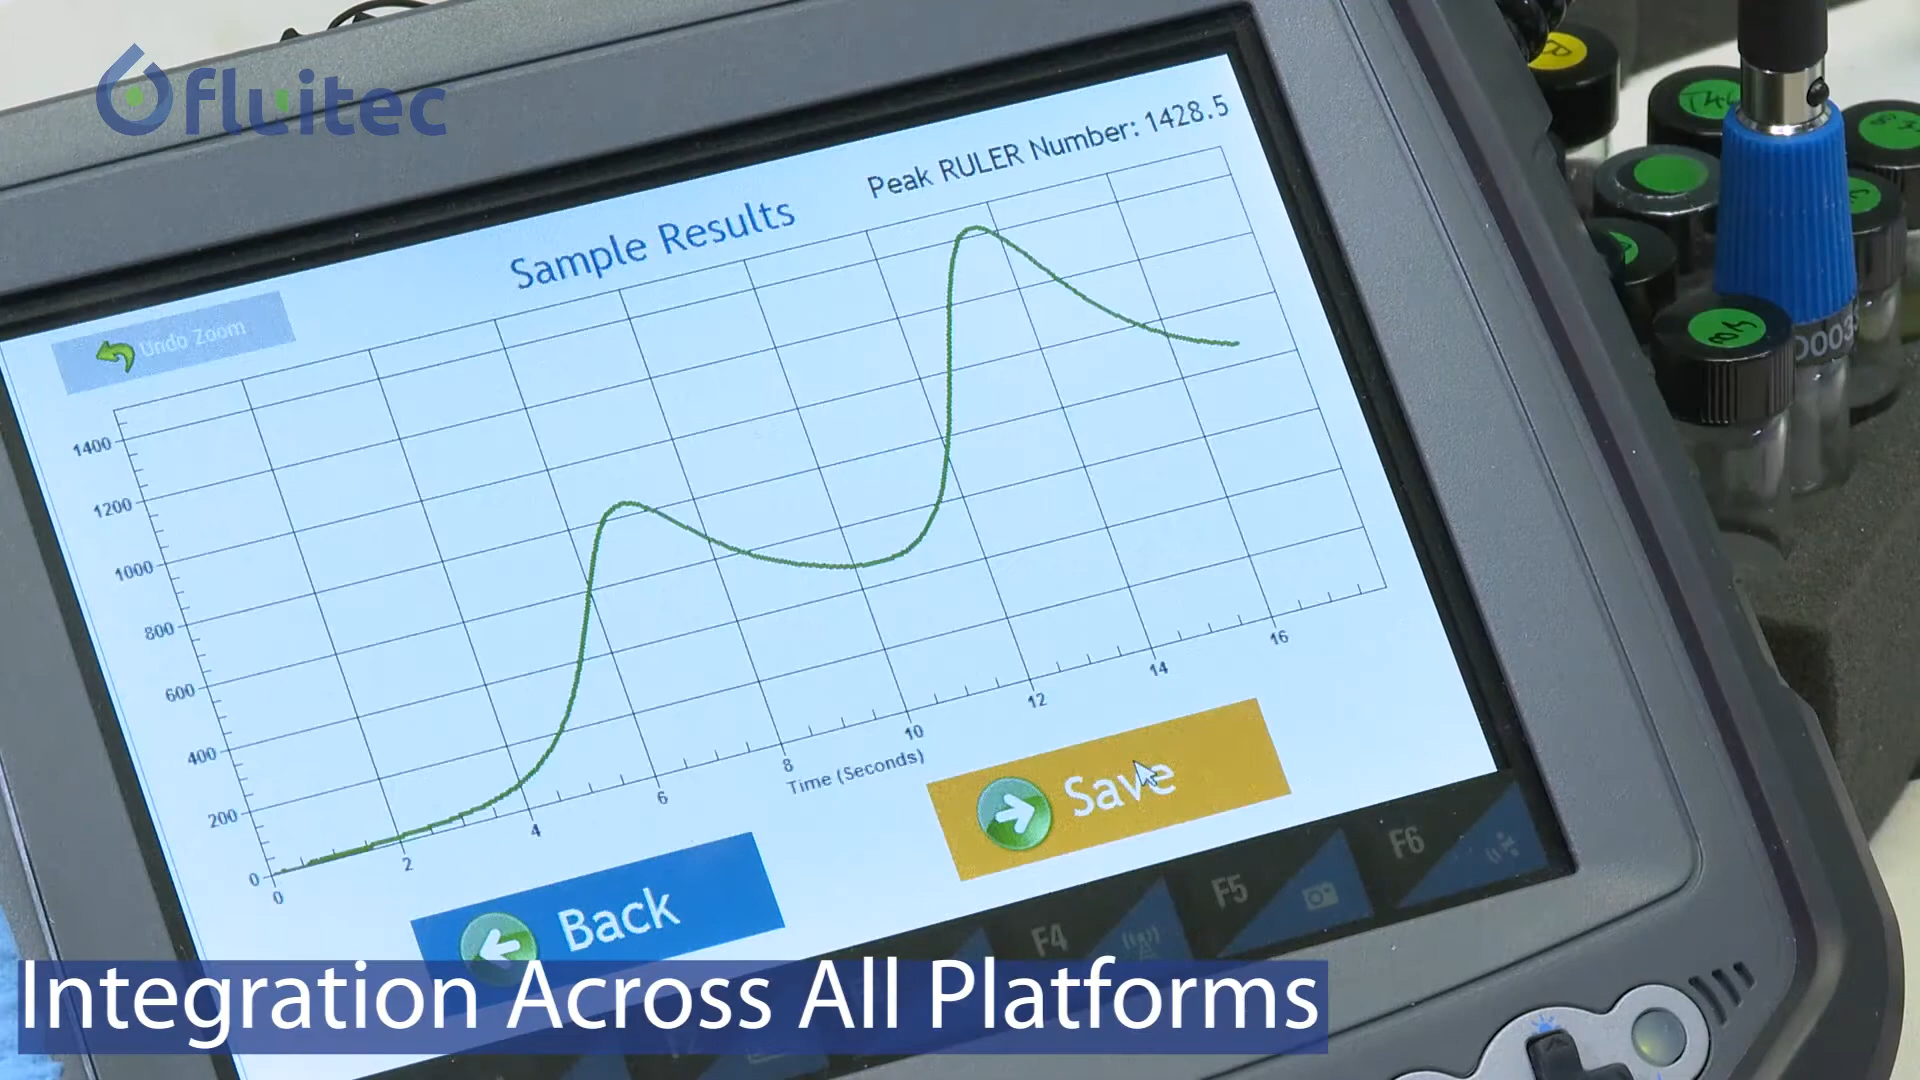 fluitec
Peak RULER Number: 1428.5
Sample Results
Undo Zoom
1400
1200
1000
800
600
400
200
0
0
2
4
6
8
10
12
14
16
Time (Seconds)
Save
Back
F4
F5
F6
D003
Integration Across All Platforms